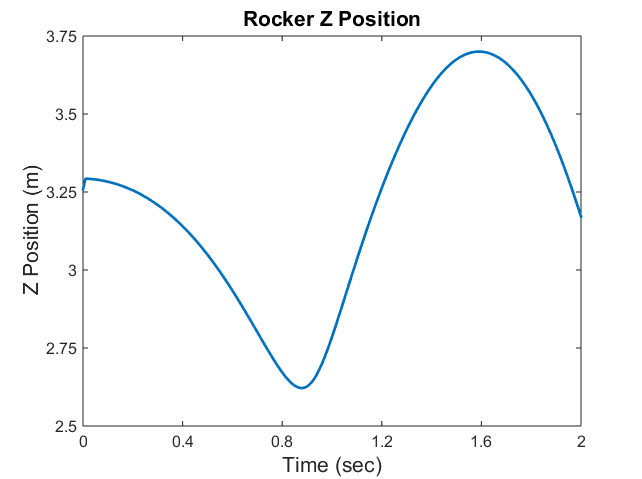 Rocker Z Position
3.75
3.5
3.25
3
2.75
2.5
Z Position (m)
0 0.4 0.8 1.2 1.6 2
Time (sec)